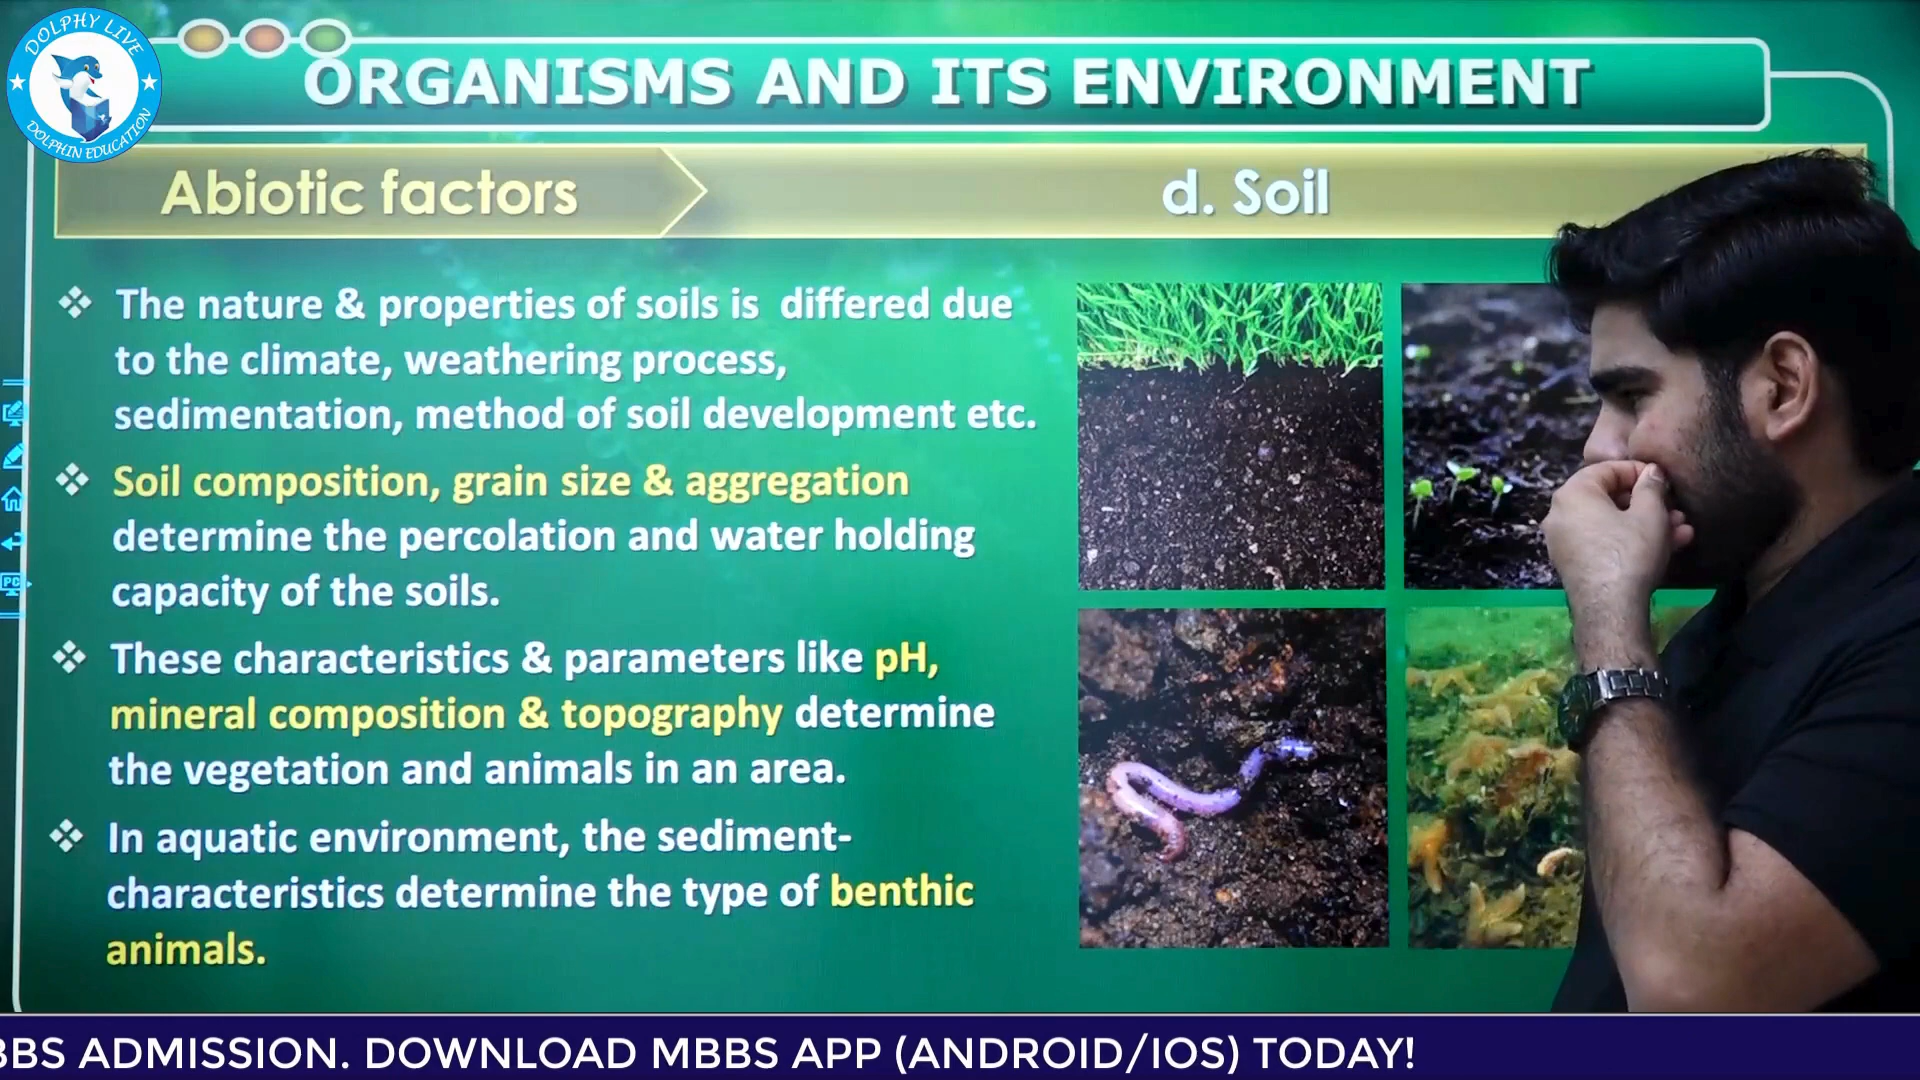 DOLPHY LIVE
DOLPHIN EDUCATION
ORGANISMS AND ITS ENVIRONMENT
Abiotic factors
d. Soil
The nature & properties of soils is differed due
to the climate, weathering process,
sedimentation, method of soil development etc.
Soil composition, grain size & aggregation
determine the percolation and water holding
capacity of the soils.
These characteristics & parameters like pH,
mineral composition & topography determine
the vegetation and animals in an area.
In aquatic environment, the sediment-
characteristics determine the type of benthic
animals.
PC
BBS ADMISSION. DOWNLOAD MBBS APP (ANDROID/IOS) TODAY!